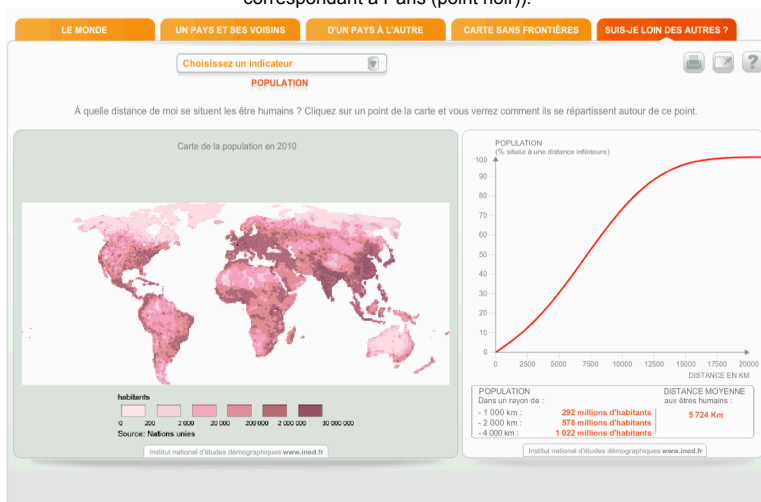 correspondant à Paris (point noir)).
LE MONDE
UN PAYS ET SES VOISINS
D'UN PAYS À L'AUTRE
CARTE SANS FRONTIÈRES
SUIS-JE LOIN DES AUTRES ?
Choisissez un indicateur
POPULATION
?
À quelle distance de moi se situent les être humains ? Cliquez sur un point de la carte et vous verrez comment ils se répartissent autour de ce point.
Carte de la population en 2010
habitants
0 200 2 000 20 000 200 000 2 000 000 30 000 000
Source: Nations unies
Institut national d'études démographiques www.ined.fr
POPULATION
(% située à une distance inférieure)
100
90
80
70
60
50
40
30
20
10
0
0 2500 5000 7500 10000 12500 15000 17500 20000
DISTANCE EN KM
POPULATION
Dans un rayon de :
- 1 000 km : 292 millions d'habitants
- 2 000 km : 578 millions d'habitants
- 4 000 km : 1 022 millions d'habitants
DISTANCE MOYENNE
aux êtres humains :
5 724 Km
Institut national d'études démographiques www.ined.fr